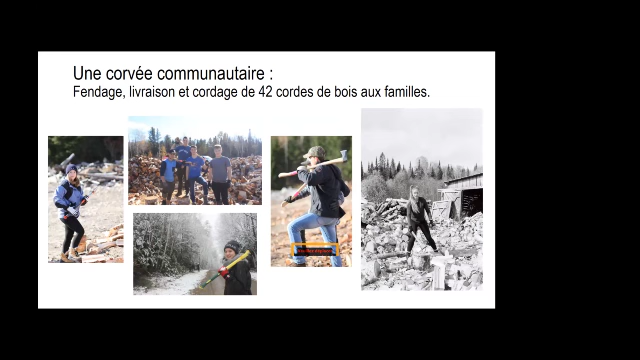 Une corvée communautaire :
Fendage, livraison et cordage de 42 cordes de bois aux familles.